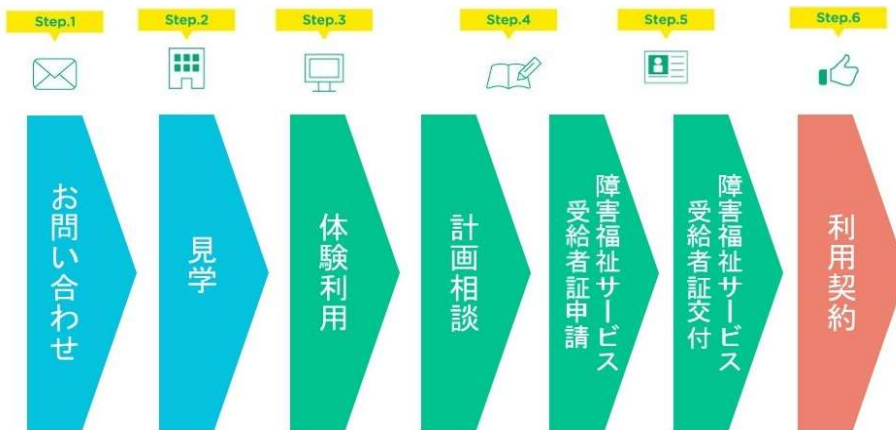 Step.1
Step.2
Step.3
Step.4
Step.5
Step.6
お問い合わせ
見学
体験利用
計画相談
障害福祉サービス
受給者証申請
障害福祉サービス
受給者証交付
利用契約